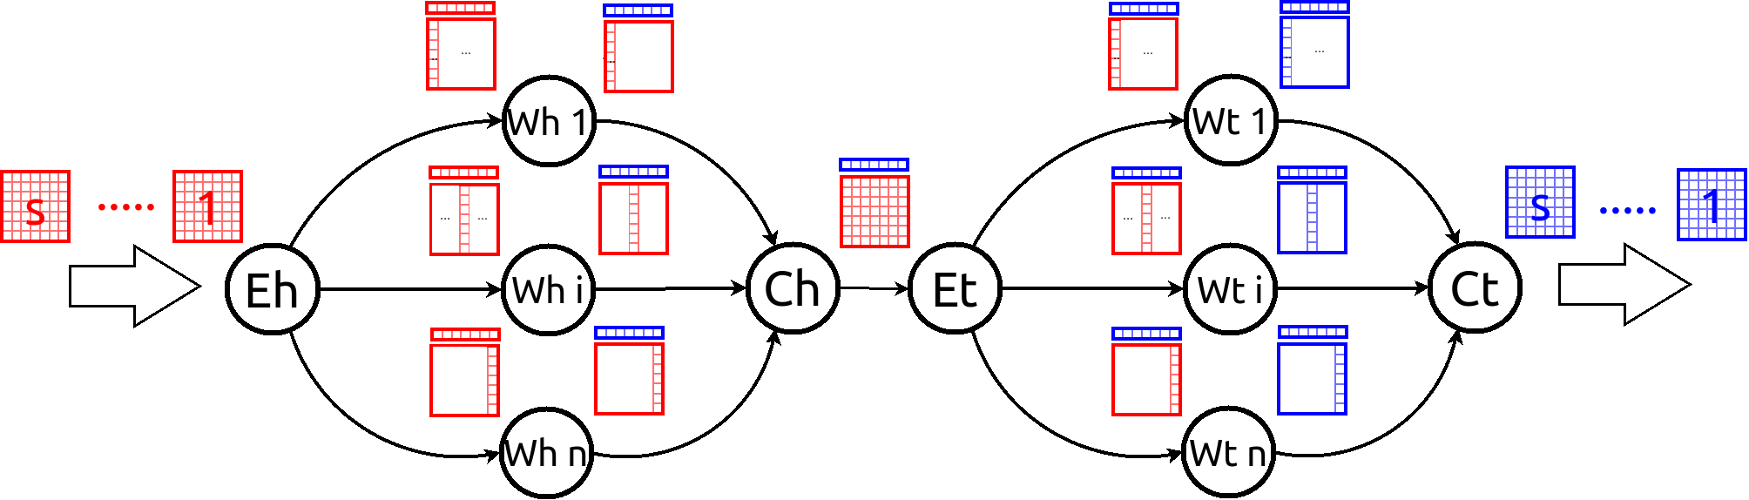 s ..... 1
Eh
... Wh 1 ...
... ... Wh i
Wh n
Ch
Et
... Wt 1 ...
... ... Wt i
Wt n
Ct
s ..... 1